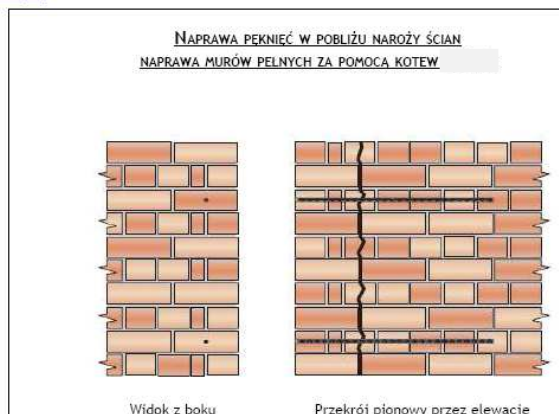 NAPRAWA PĘKNIĘĆ W POBLIŻU NAROŻY ŚCIAN
NAPRAWA MURÓW PEŁNYCH ZA POMOCĄ KOTEW
Widok z boku
Przekrój pionowy przez elewację